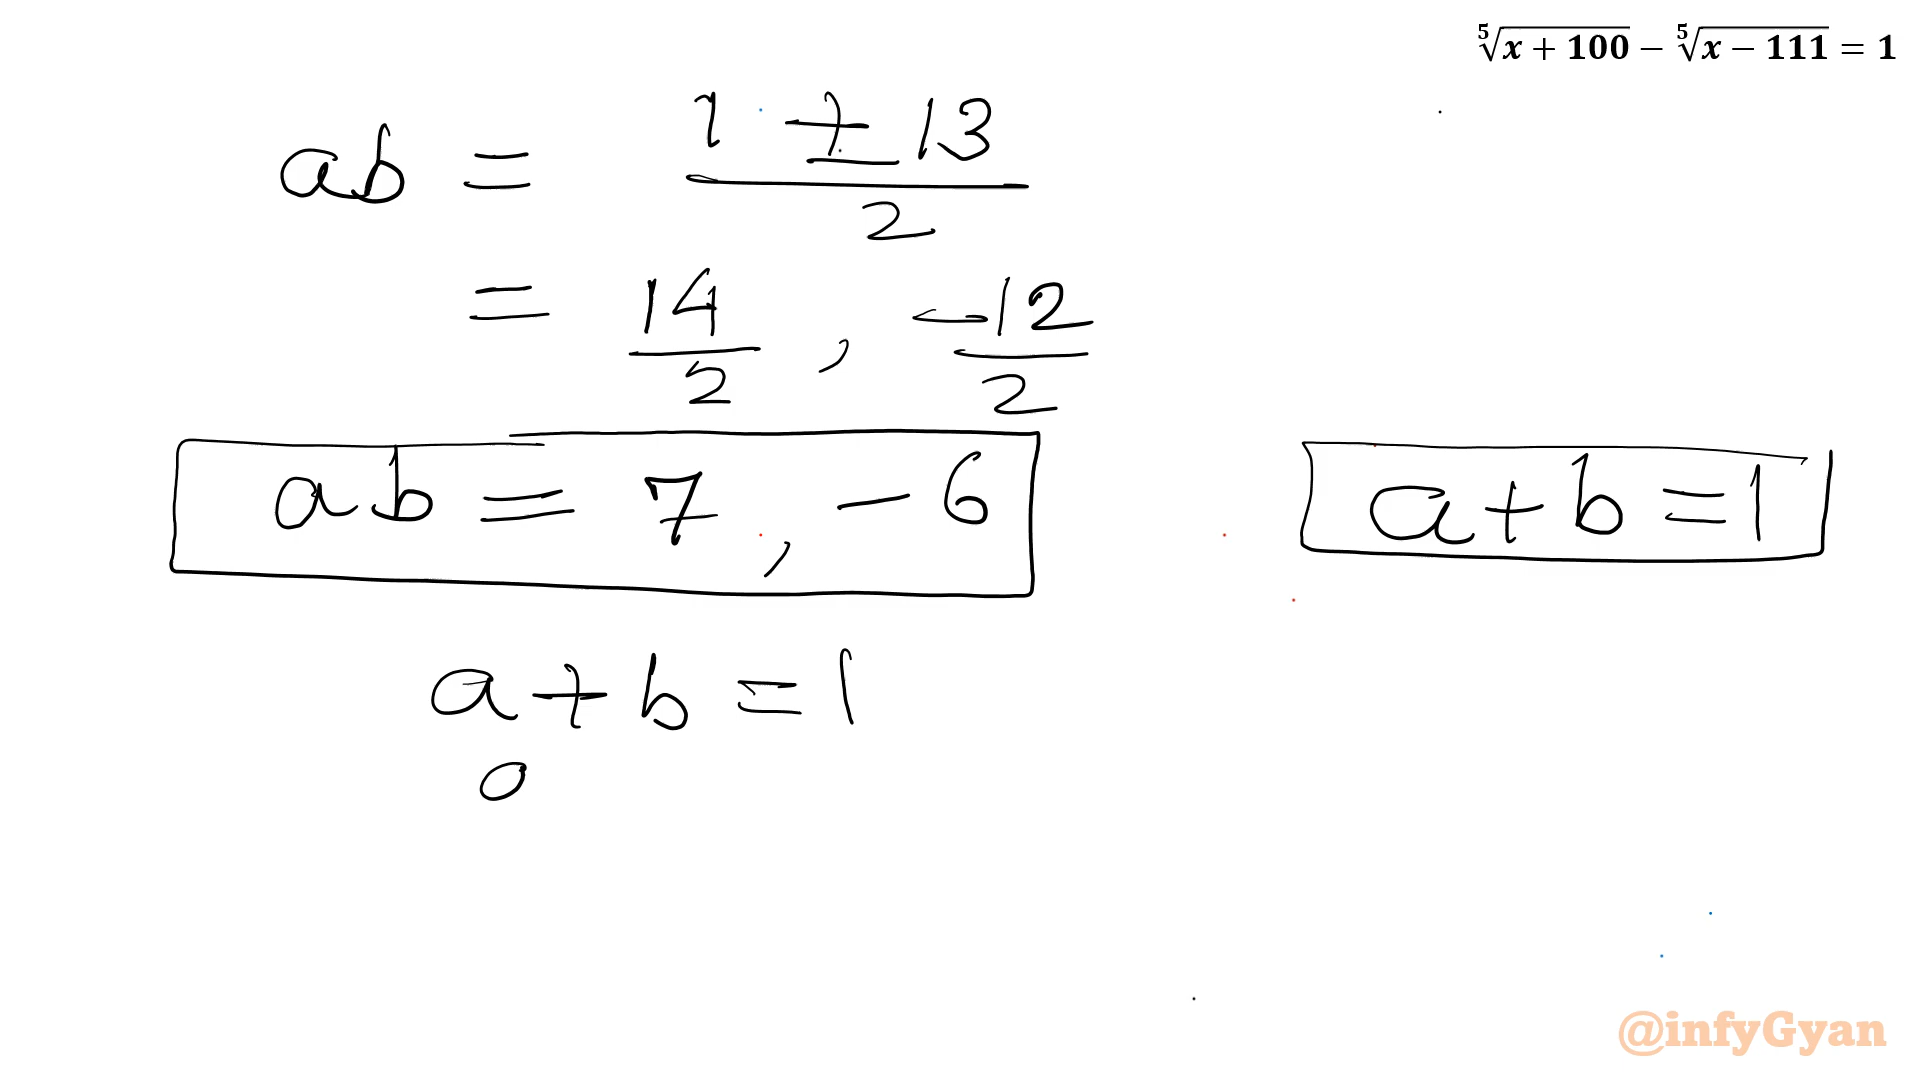 ⁵√(x + 100) − ⁵√(x − 111) = 1
ab = (1 ± 13)/2
= 14/2 , −12/2
ab = 7 , −6
a + b = 1
a + b = 1
a
@infyGyan